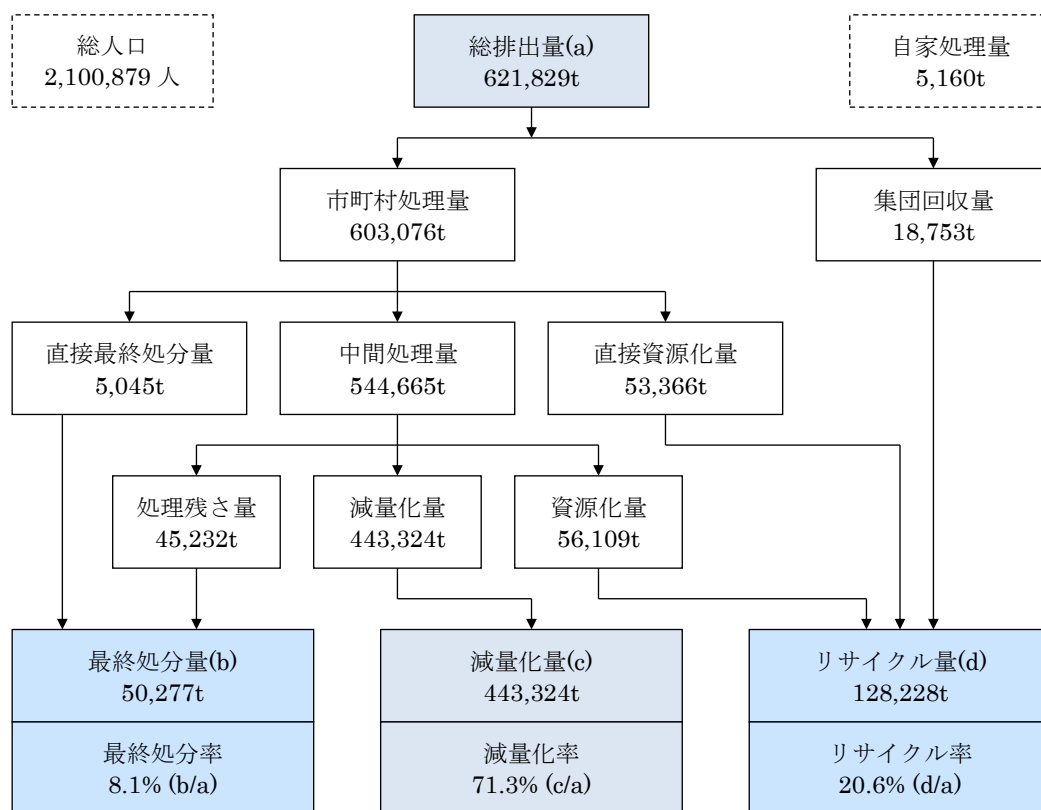 総人口
2,100,879 人
総排出量(a)
621,829t
自家処理量
5,160t
市町村処理量
603,076t
集団回収量
18,753t
直接最終処分量
5,045t
中間処理量
544,665t
直接資源化量
53,366t
処理残さ量
45,232t
減量化量
443,324t
資源化量
56,109t
最終処分量(b)
50,277t
減量化量(c)
443,324t
リサイクル量(d)
128,228t
最終処分率
8.1% (b/a)
減量化率
71.3% (c/a)
リサイクル率
20.6% (d/a)